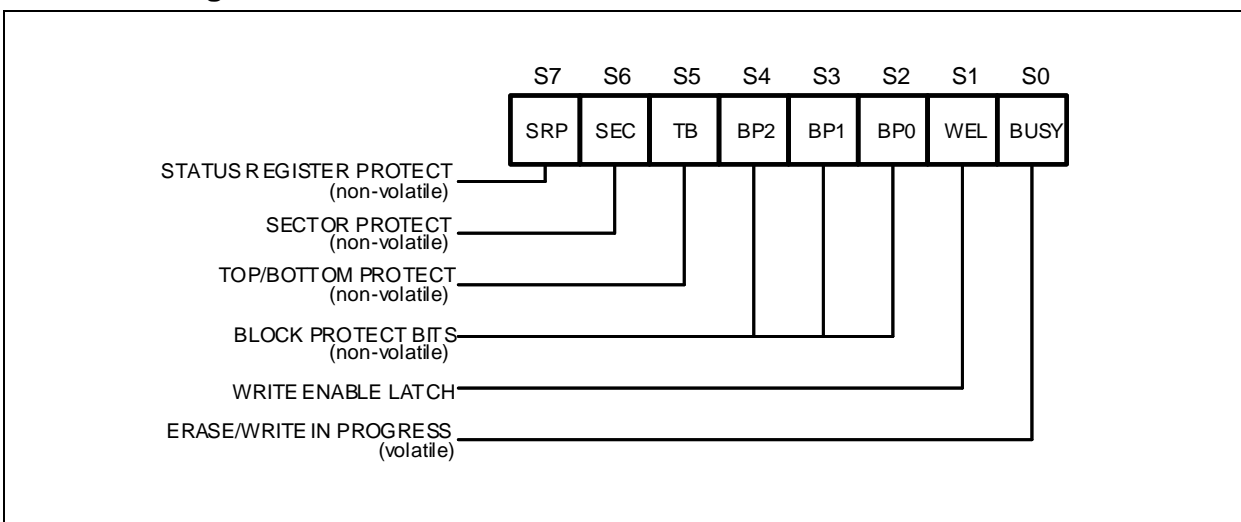 S7 S6 S5 S4 S3 S2 S1 S0
SRP SEC TB BP2 BP1 BP0 WEL BUSY
STATUS REGISTER PROTECT
(non-volatile)
SECTOR PROTECT
(non-volatile)
TOP/BOTTOM PROTECT
(non-volatile)
BLOCK PROTECT BITS
(non-volatile)
WRITE ENABLE LATCH
ERASE/WRITE IN PROGRESS
(volatile)